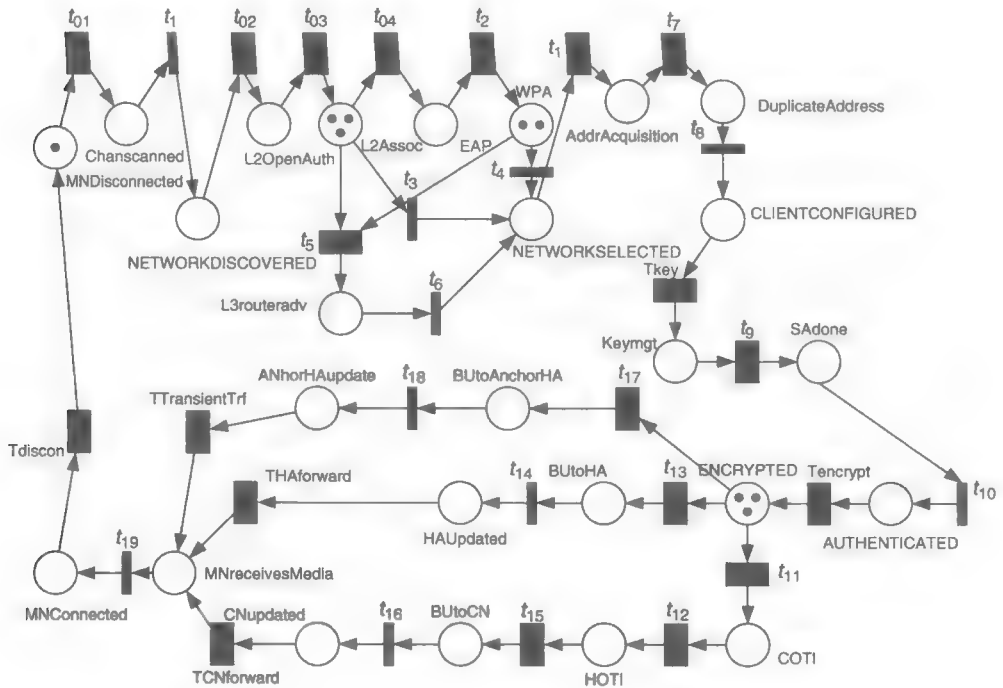 t01 t1 t02 t03 t04 t2 t1 t7
WPA
DuplicateAddress
AddrAcquisition
Chanscanned
L2OpenAuth L2Assoc EAP
t8
MNDisconnected
t3 t4
CLIENTCONFIGURED
t5
NETWORKDISCOVERED
NETWORKSELECTED
Tkey
t6
L3routeradv
Keymgt t9 SAdone
ANhorHAupdate t18 BUtoAnchorHA t17
TTransientTrf
Tdiscon
THAforward t14 BUtoHA t13 ENCRYPTED Tencrypt t10
HAUpdated
AUTHENTICATED
t19
MNreceivesMedia
t11
MNConnected
CNupdated t16 BUtoCN t15 t12
COTI
HOTI
TCNforward